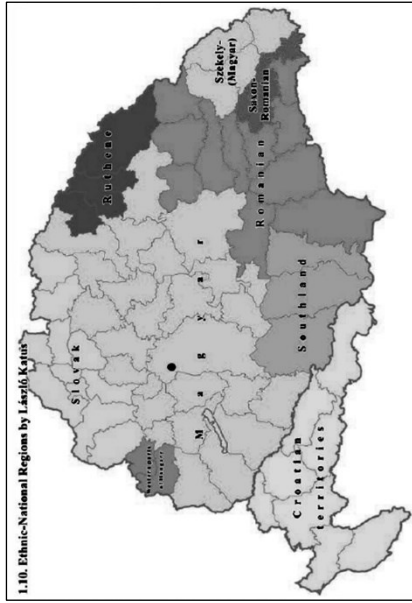 1.10. Ethnic-National Regions by László Katus
Slovak
Ruthene
Székely-
(Magyar)
Saxon-
Romanian
Romanian
Magyar
Southland
Croatian
territories